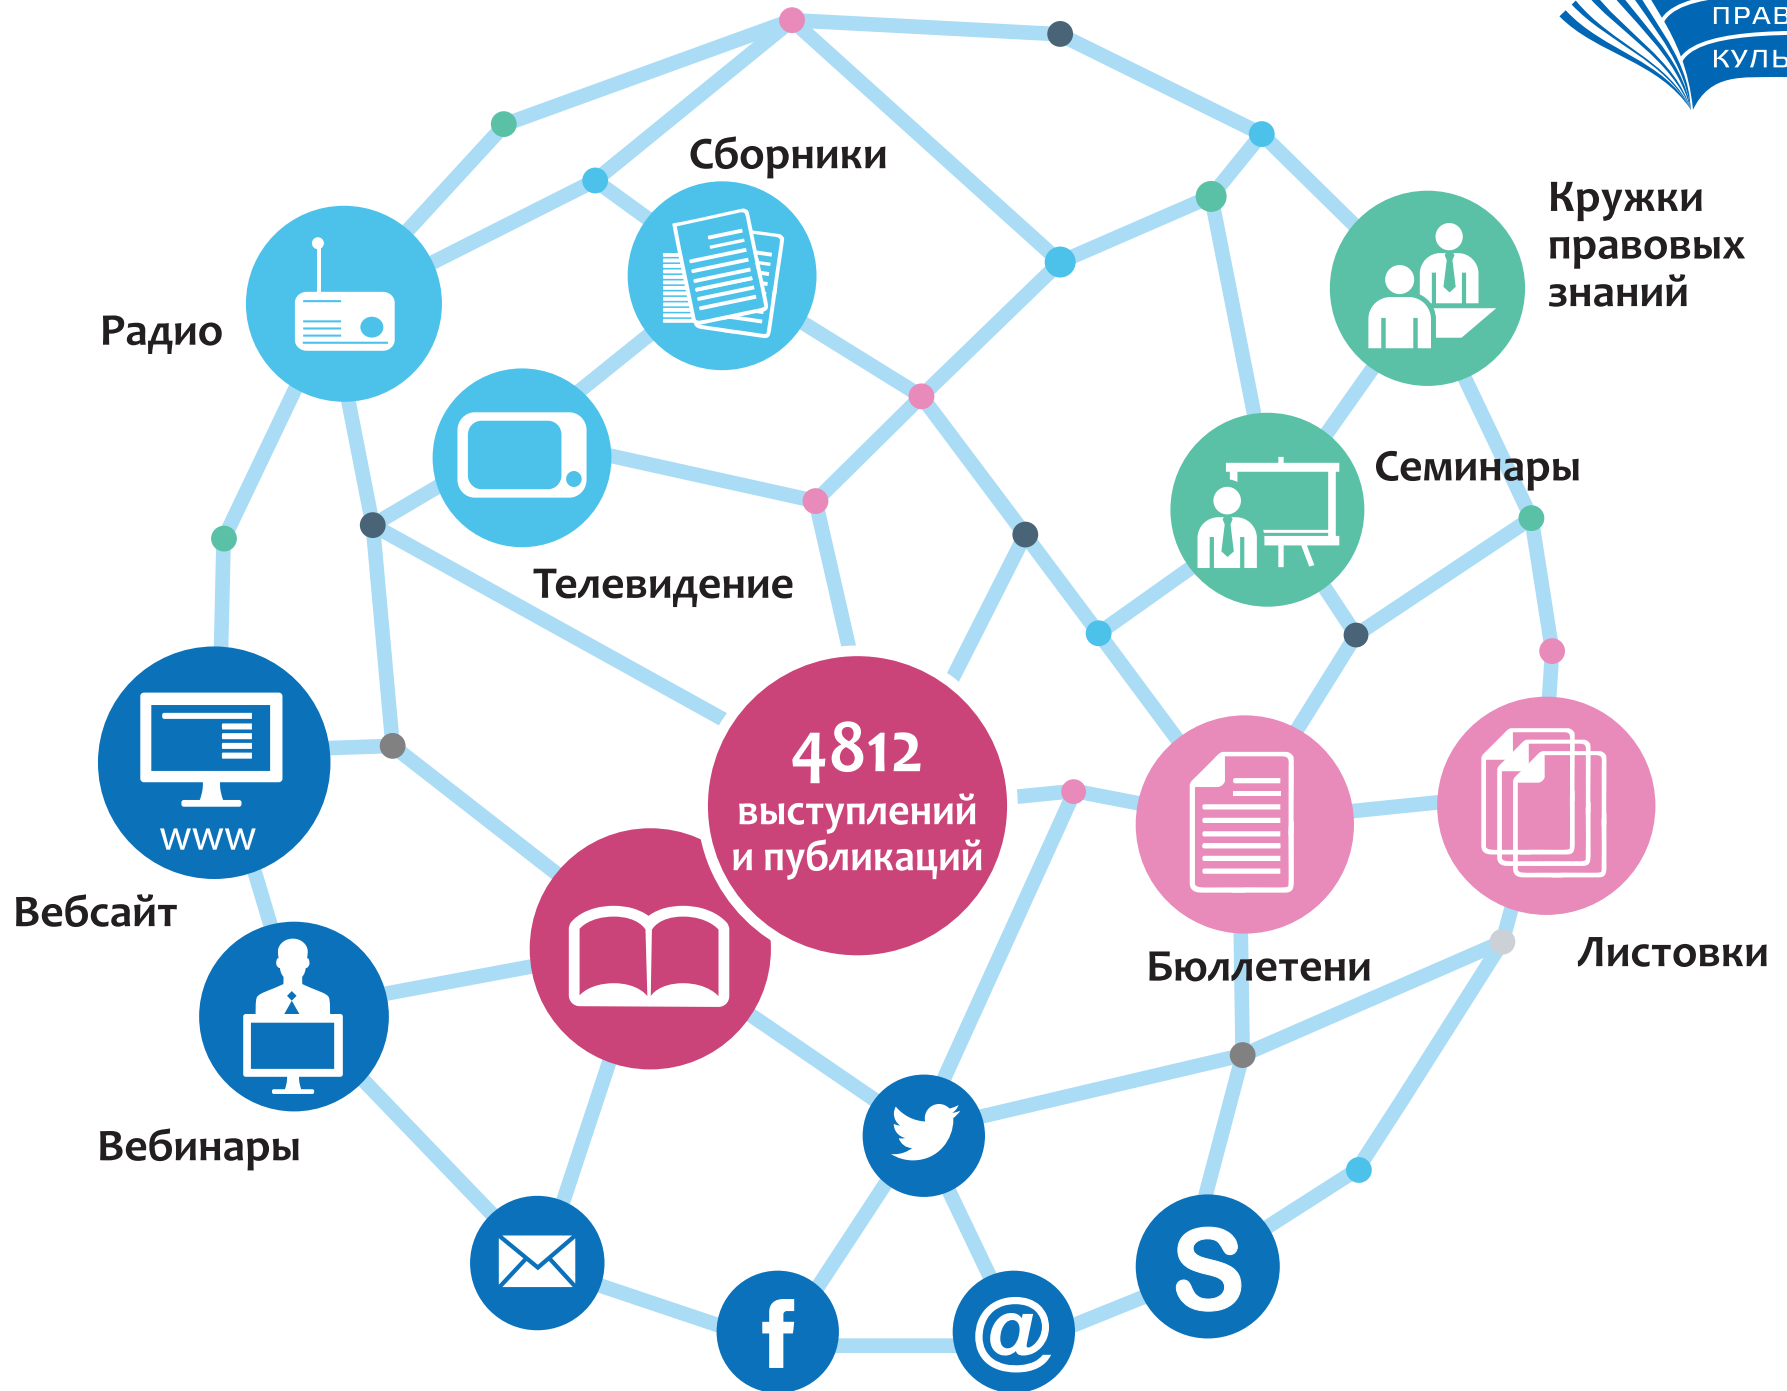 ПРАВ
КУЛЬ
Сборники
Кружки
правовых
знаний
Радио
Семинары
Телевидение
4812
выступлений
и публикаций
www
Вебсайт
Бюллетени
Листовки
Вебинары
f
@
S